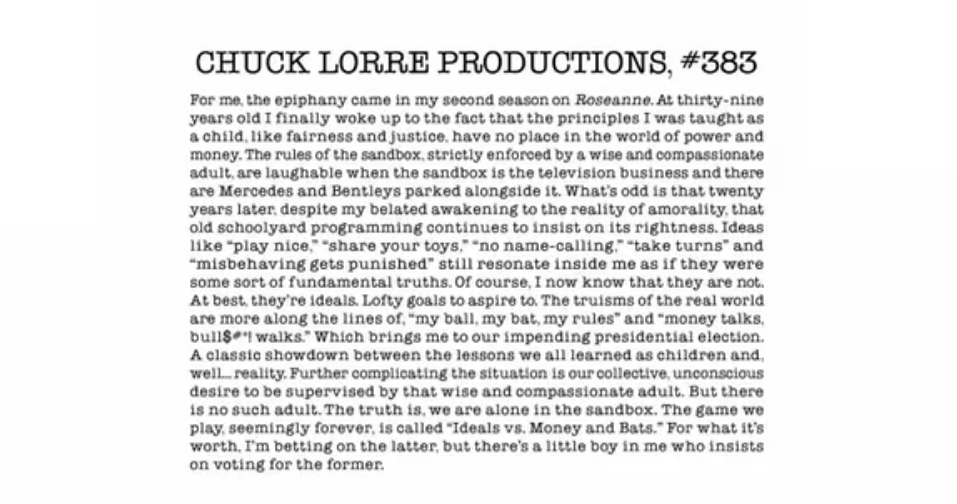 CHUCK LORRE PRODUCTIONS, #383
For me, the epiphany came in my second season on Roseanne. At thirty-nine
years old I finally woke up to the fact that the principles I was taught as
a child, like fairness and justice, have no place in the world of power and
money. The rules of the sandbox, strictly enforced by a wise and compassionate
adult, are laughable when the sandbox is the television business and there
are Mercedes and Bentleys parked alongside it. What's odd is that twenty
years later, despite my belated awakening to the reality of amorality, that
old schoolyard programming continues to insist on its rightness. Ideas
like "play nice," "share your toys," "no name-calling," "take turns" and
"misbehaving gets punished" still resonate inside me as if they were
some sort of fundamental truths. Of course, I now know that they are not.
At best, they're ideals. Lofty goals to aspire to. The truisms of the real world
are more along the lines of, "my ball, my bat, my rules" and "money talks,
bull$#*! walks." Which brings me to our impending presidential election.
A classic showdown between the lessons we all learned as children and,
well... reality. Further complicating the situation is our collective, unconscious
desire to be supervised by that wise and compassionate adult. But there
is no such adult. The truth is, we are alone in the sandbox. The game we
play, seemingly forever, is called "Ideals vs. Money and Bats." For what it's
worth, I'm betting on the latter, but there's a little boy in me who insists
on voting for the former.